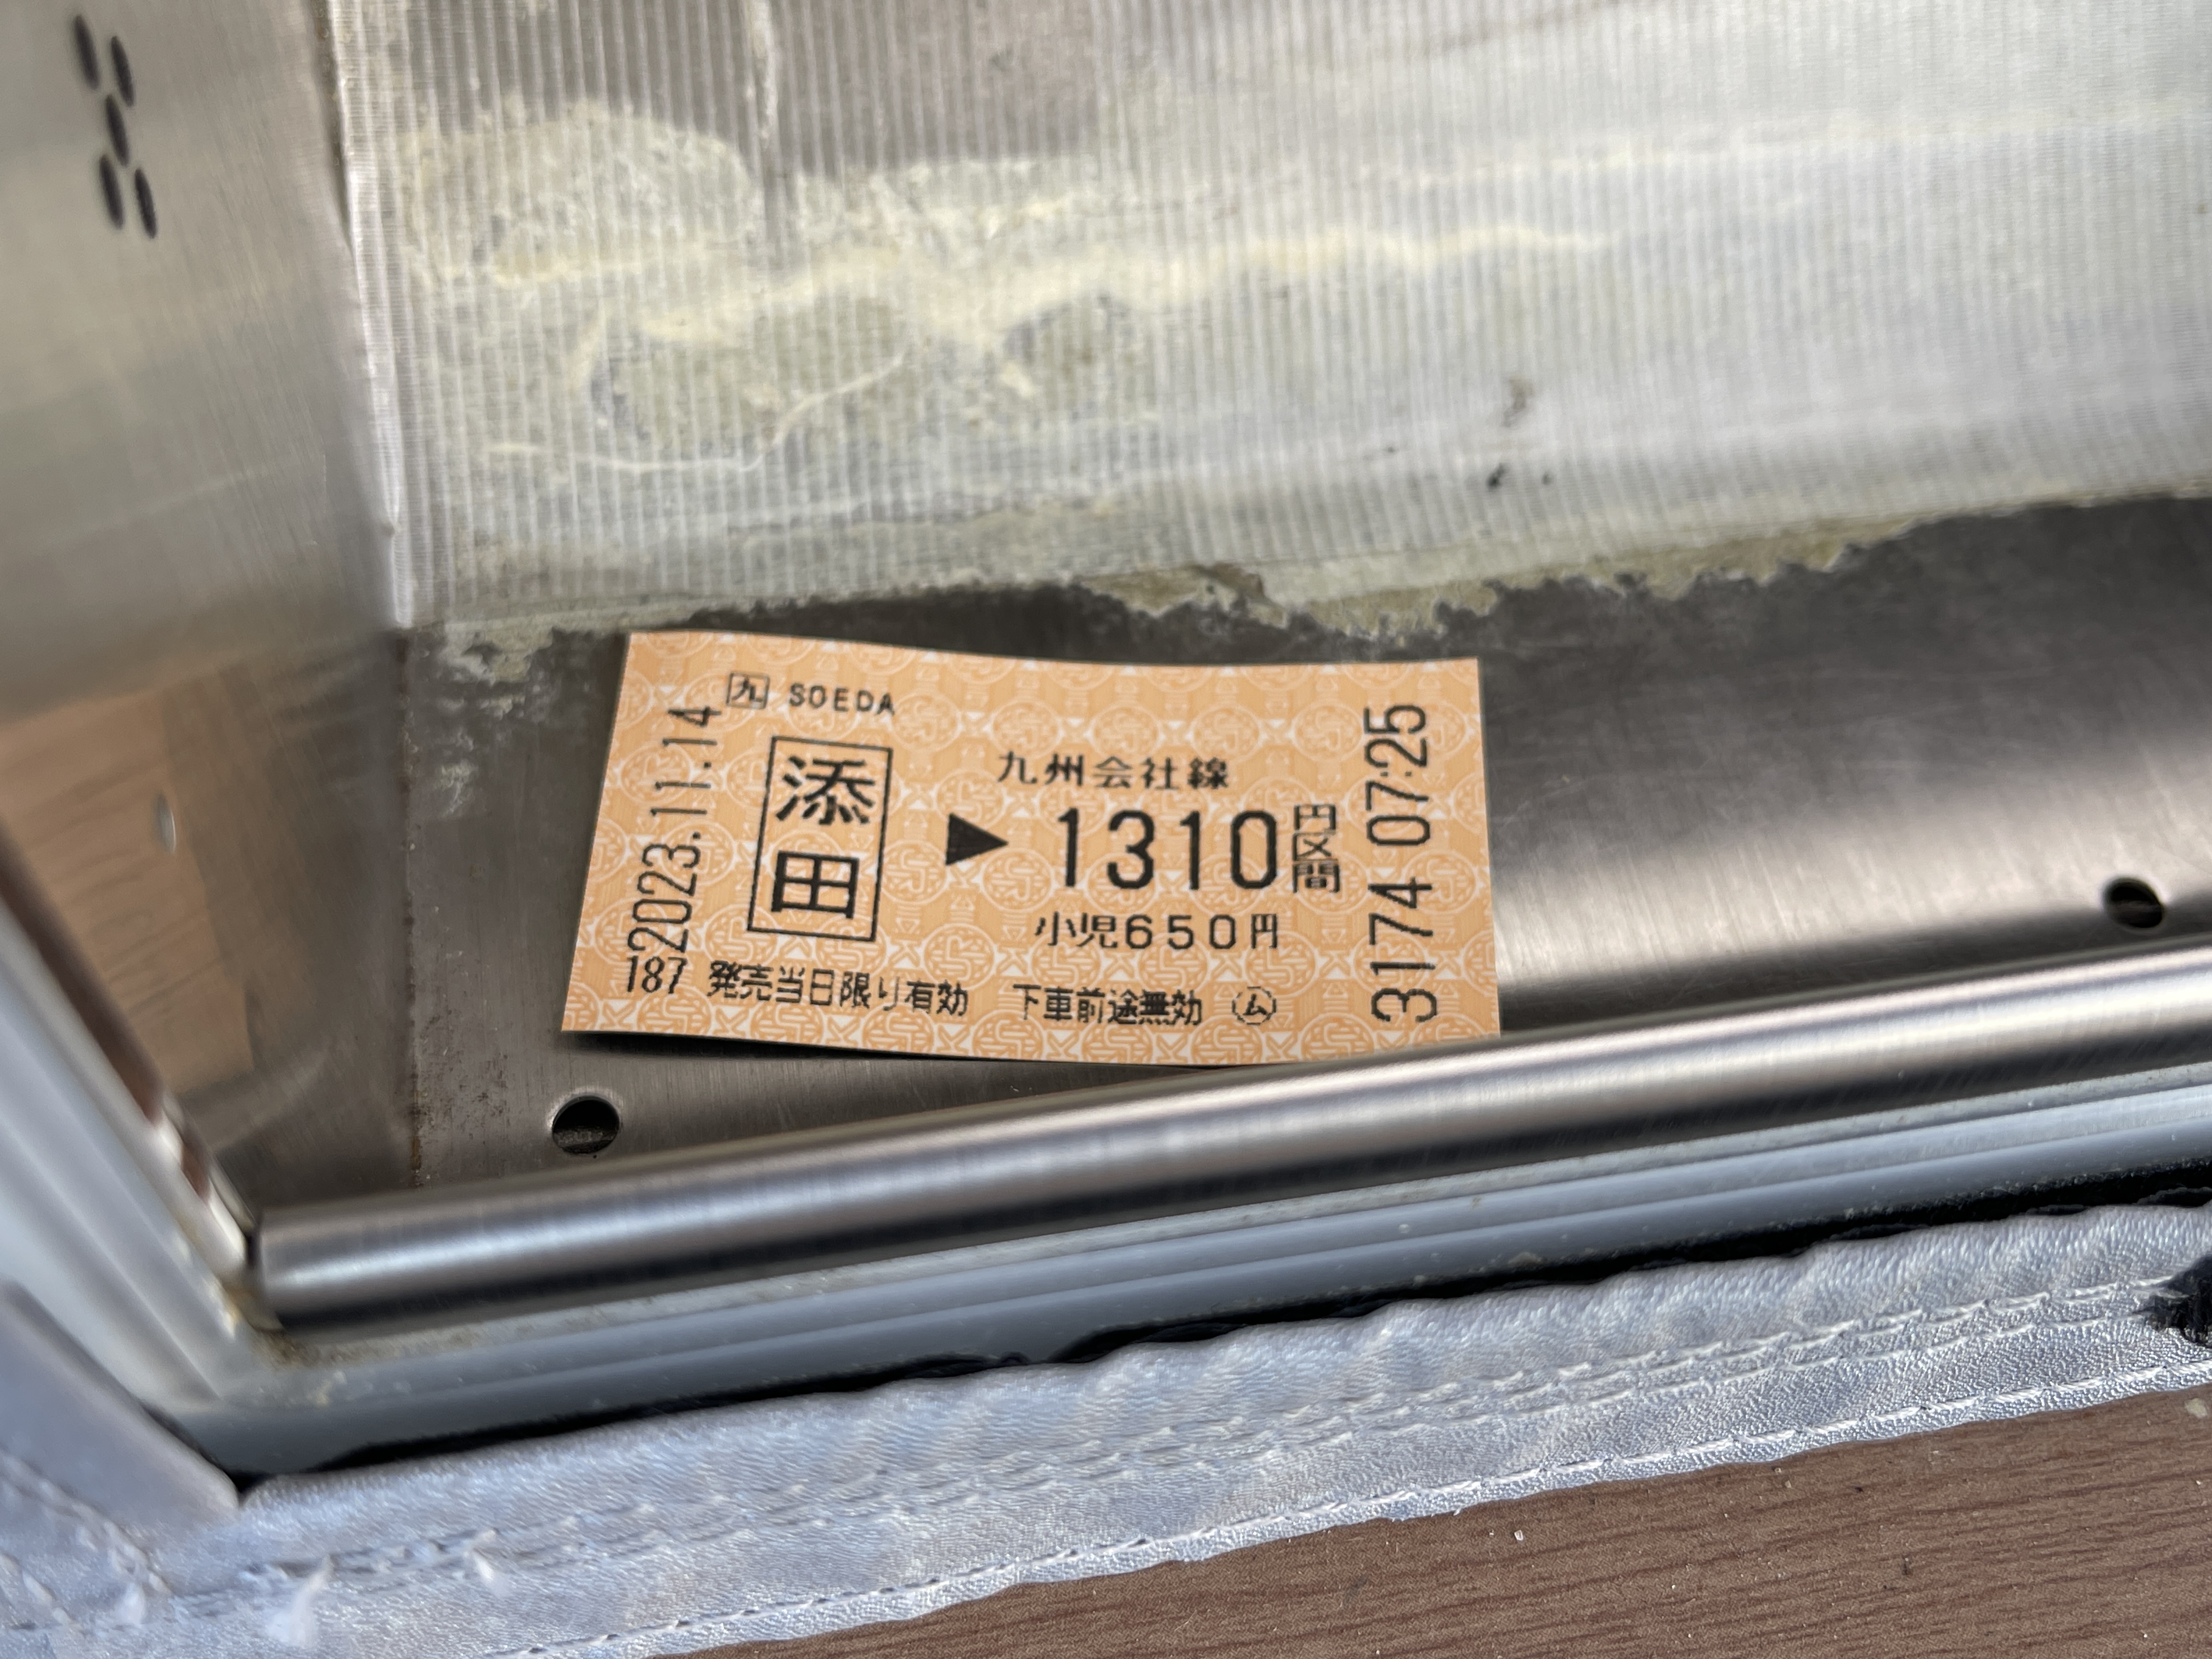 九 SOEDA
2023.11.14
添田
九州会社線
▶1310円区間
小児650円
187 発売当日限り有効 下車前途無効 ム
3174 07:25